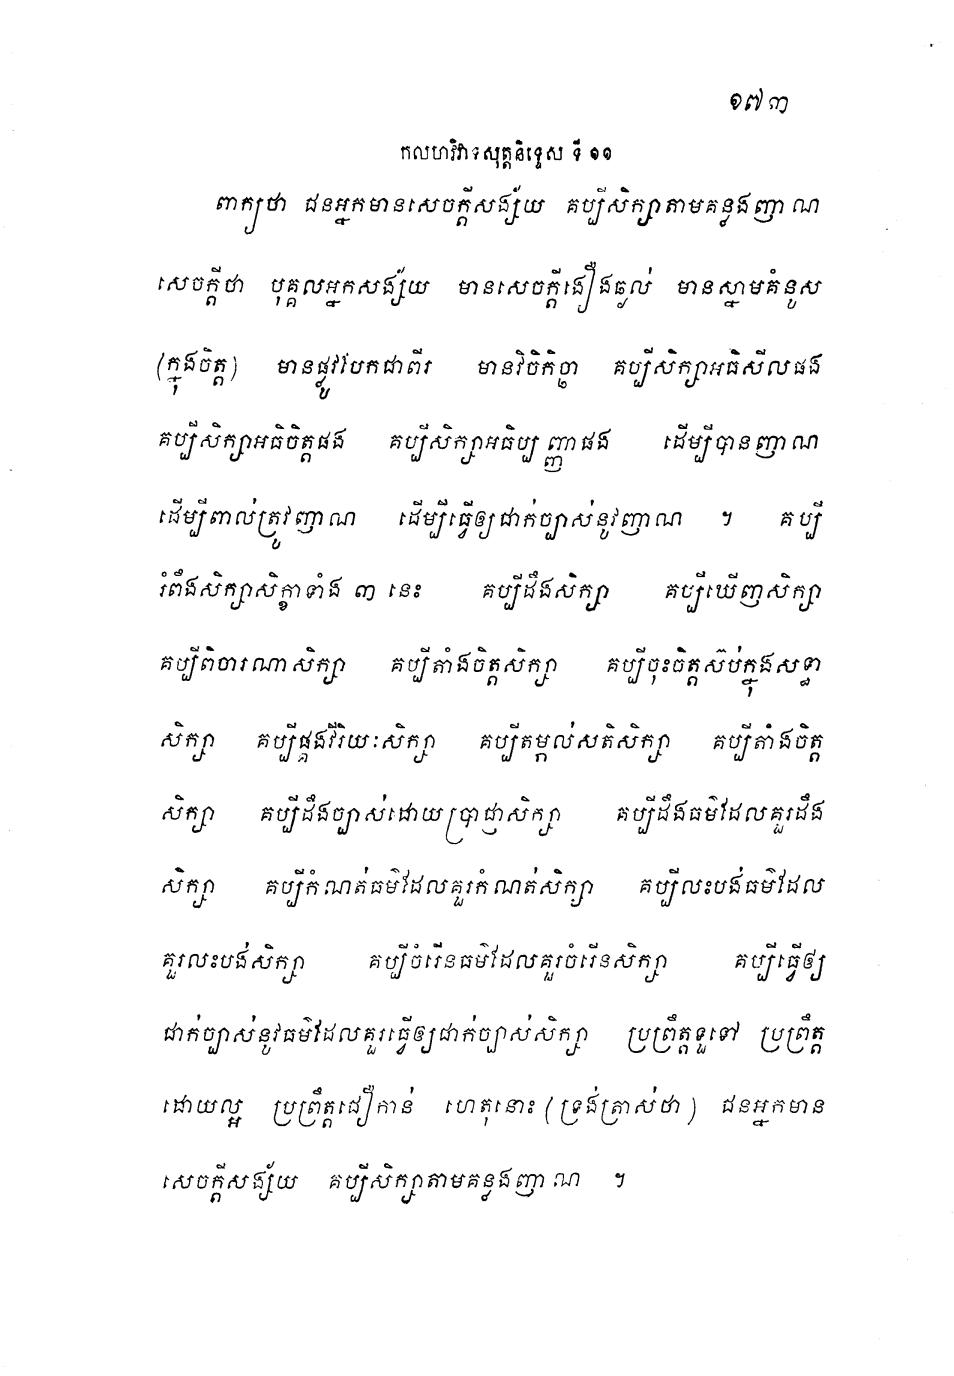 ១៧៣
កលហវិវាទសុត្តនិទ្ទេស ទី ១១
ពាក្យថា ជនអ្នកមានសេចក្តីសង្ស័យ គប្បីសិក្សាតាមគន្លងញាណ
សេចក្តីថា បុគ្គលអ្នកសង្ស័យ មានសេចក្តីងឿងឆ្ងល់ មានស្នាមគំនូស
(ក្នុងចិត្ត) មានផ្លូវបែកជាពីរ មានវិចិកិច្ឆា គប្បីសិក្សាអធិសីលផង
គប្បីសិក្សាអធិចិត្តផង គប្បីសិក្សាអធិប្បញ្ញាផង ដើម្បីបានញាណ
ដើម្បីពាល់ត្រូវញាណ ដើម្បីធ្វើឲ្យជាក់ច្បាស់នូវញាណ ។ គប្បី
រំពឹងសិក្សាសិក្ខាទាំង ៣ នេះ គប្បីដឹងសិក្សា គប្បីឃើញសិក្សា
គប្បីពិចារណាសិក្សា គប្បីតាំងចិត្តសិក្សា គប្បីចុះចិត្តស៊ប់ក្នុងសទ្ធា
សិក្សា គប្បីផ្គងវីរិយៈសិក្សា គប្បីតម្កល់សតិសិក្សា គប្បីតាំងចិត្ត
សិក្សា គប្បីដឹងច្បាស់ដោយប្រាជ្ញាសិក្សា គប្បីដឹងធម៌ដែលគួរដឹង
សិក្សា គប្បីកំណត់ធម៌ដែលគួរកំណត់សិក្សា គប្បីលះបង់ធម៌ដែល
គួរលះបង់សិក្សា គប្បីចំរើនធម៌ដែលគួរចំរើនសិក្សា គប្បីធ្វើឲ្យ
ជាក់ច្បាស់នូវធម៌ដែលគួរធ្វើឲ្យជាក់ច្បាស់សិក្សា ប្រព្រឹត្តទួទៅ ប្រព្រឹត្ត
ដោយល្អ ប្រព្រឹត្តជឿកាន់ ហេតុនោះ (ទ្រង់ត្រាស់ថា) ជនអ្នកមាន
សេចក្តីសង្ស័យ គប្បីសិក្សាតាមគន្លងញាណ ។